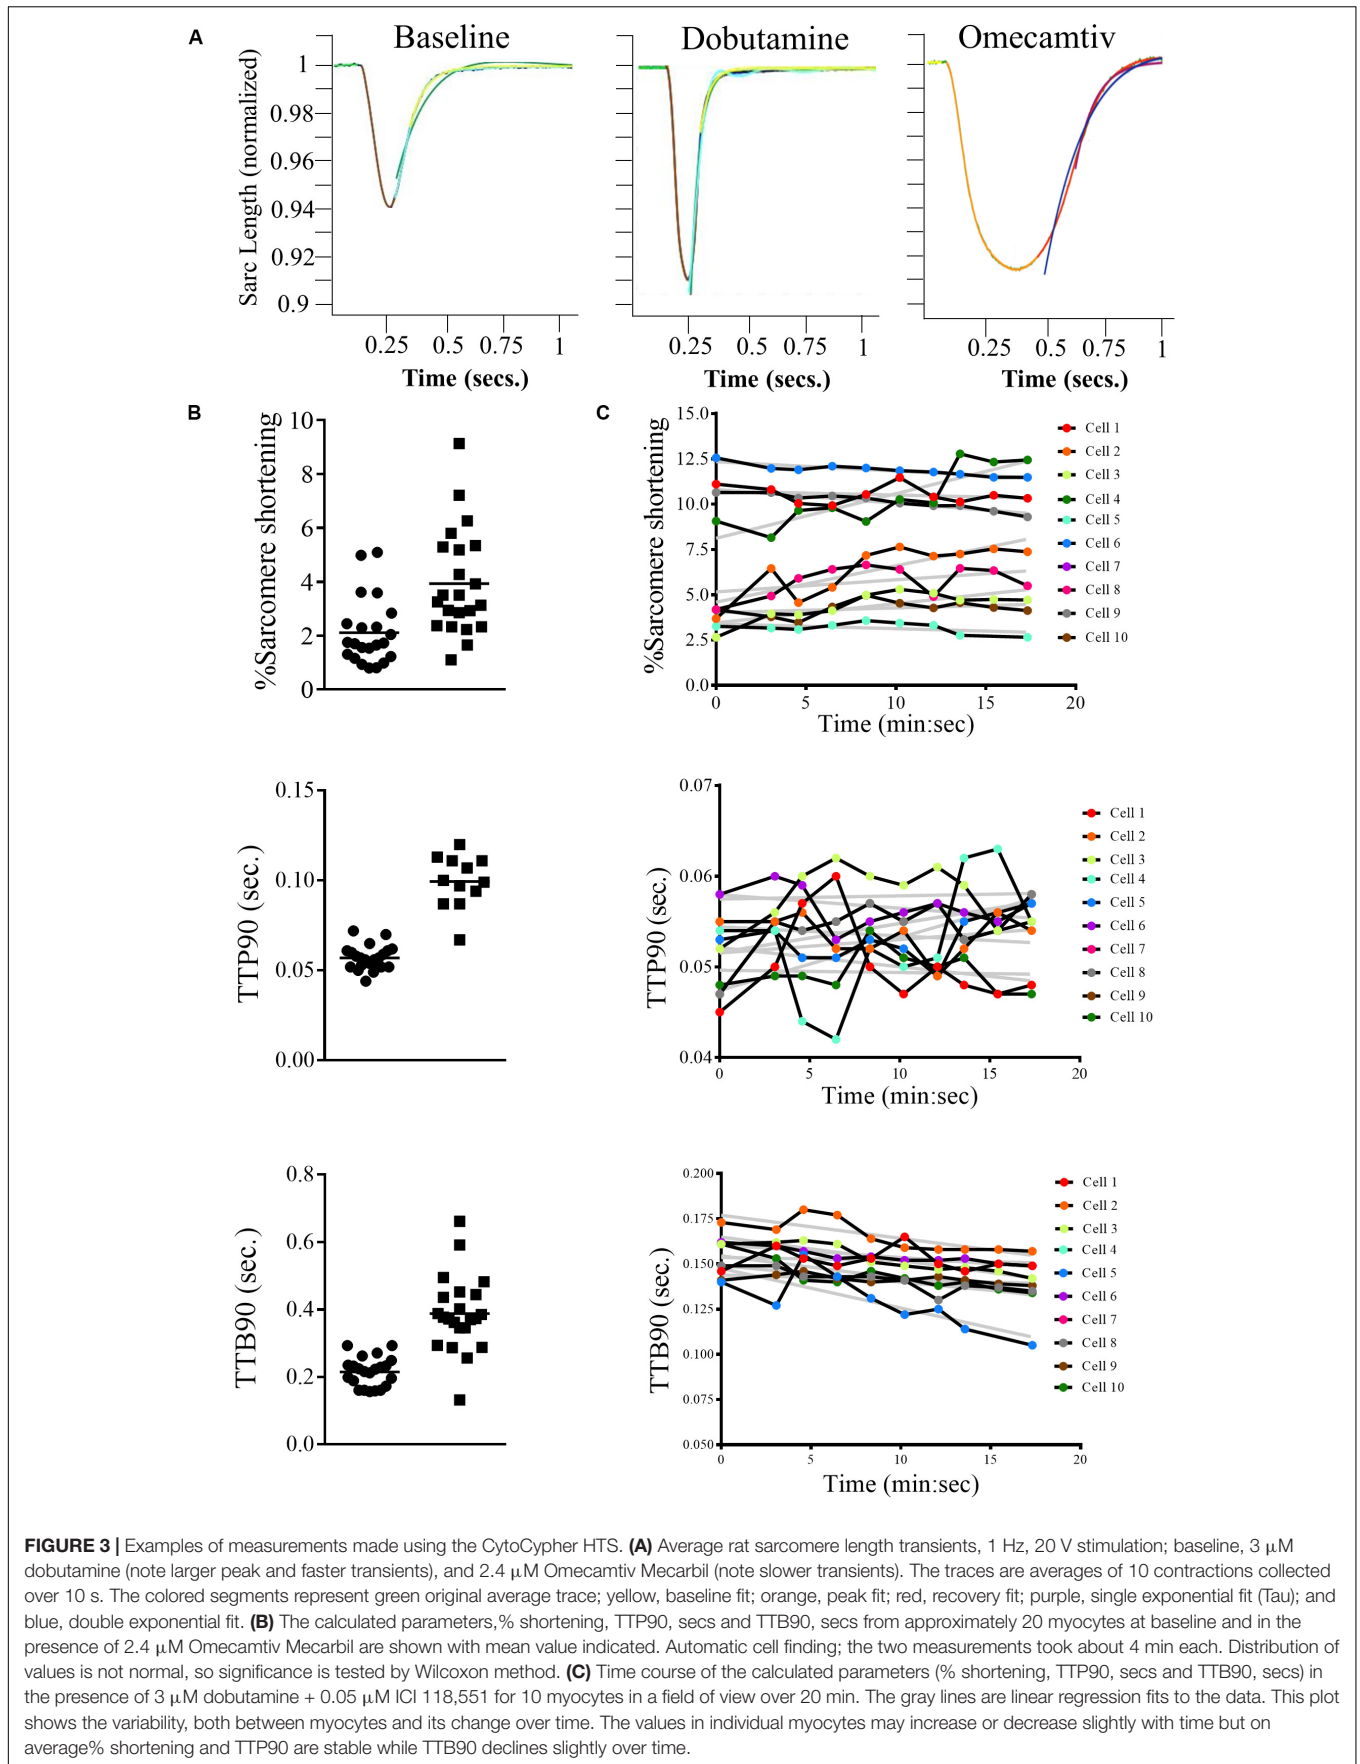 A
Baseline
Dobutamine
Omecamtiv
Sarc Length (normalized)
1
0.98
0.96
0.94
0.92
0.9
0.25 0.5 0.75 1
Time (secs.)
0.25 0.5 0.75 1
Time (secs.)
0.25 0.5 0.75 1
Time (secs.)
B
%Sarcomere shortening
10
8
6
4
2
0
C
%Sarcomere shortening
15.0
12.5
10.0
7.5
5.0
2.5
0.0
0 5 10 15 20
Time (min:sec)
Cell 1
Cell 2
Cell 3
Cell 4
Cell 5
Cell 6
Cell 7
Cell 8
Cell 9
Cell 10
TTP90 (sec.)
0.15
0.10
0.05
0.00
TTP90 (sec.)
0.07
0.06
0.05
0.04
0 5 10 15 20
Time (min:sec)
Cell 1
Cell 2
Cell 3
Cell 4
Cell 5
Cell 6
Cell 7
Cell 8
Cell 9
Cell 10
TTB90 (sec.)
0.8
0.6
0.4
0.2
0.0
TTB90 (sec.)
0.200
0.175
0.150
0.125
0.100
0.075
0.050
0 5 10 15 20
Time (min:sec)
Cell 1
Cell 2
Cell 3
Cell 4
Cell 5
Cell 6
Cell 7
Cell 8
Cell 9
Cell 10
FIGURE 3 | Examples of measurements made using the CytoCypher HTS. (A) Average rat sarcomere length transients, 1 Hz, 20 V stimulation; baseline, 3 μM
dobutamine (note larger peak and faster transients), and 2.4 μM Omecamtiv Mecarbil (note slower transients). The traces are averages of 10 contractions collected
over 10 s. The colored segments represent green original average trace; yellow, baseline fit; orange, peak fit; red, recovery fit; purple, single exponential fit (Tau); and
blue, double exponential fit. (B) The calculated parameters,% shortening, TTP90, secs and TTB90, secs from approximately 20 myocytes at baseline and in the
presence of 2.4 μM Omecamtiv Mecarbil are shown with mean value indicated. Automatic cell finding; the two measurements took about 4 min each. Distribution of
values is not normal, so significance is tested by Wilcoxon method. (C) Time course of the calculated parameters (% shortening, TTP90, secs and TTB90, secs) in
the presence of 3 μM dobutamine + 0.05 μM ICI 118,551 for 10 myocytes in a field of view over 20 min. The gray lines are linear regression fits to the data. This plot
shows the variability, both between myocytes and its change over time. The values in individual myocytes may increase or decrease slightly with time but on
average% shortening and TTP90 are stable while TTB90 declines slightly over time.